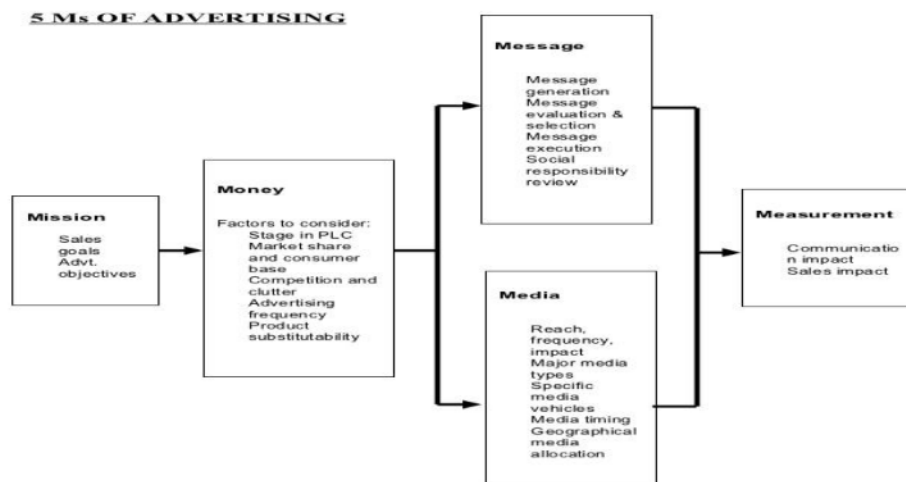 5 Ms OF ADVERTISING
Mission
Sales
goals
Advt.
objectives
Money
Factors to consider:
Stage in PLC
Market share
and consumer
base
Competition and
clutter
Advertising
frequency
Product
substitutability
Message
Message
generation
Message
evaluation &
selection
Message
execution
Social
responsibility
review
Media
Reach,
frequency,
impact
Major media
types
Specific
media
vehicles
Media timing
Geographical
media
allocation
Measurement
Communicatio
n impact
Sales impact